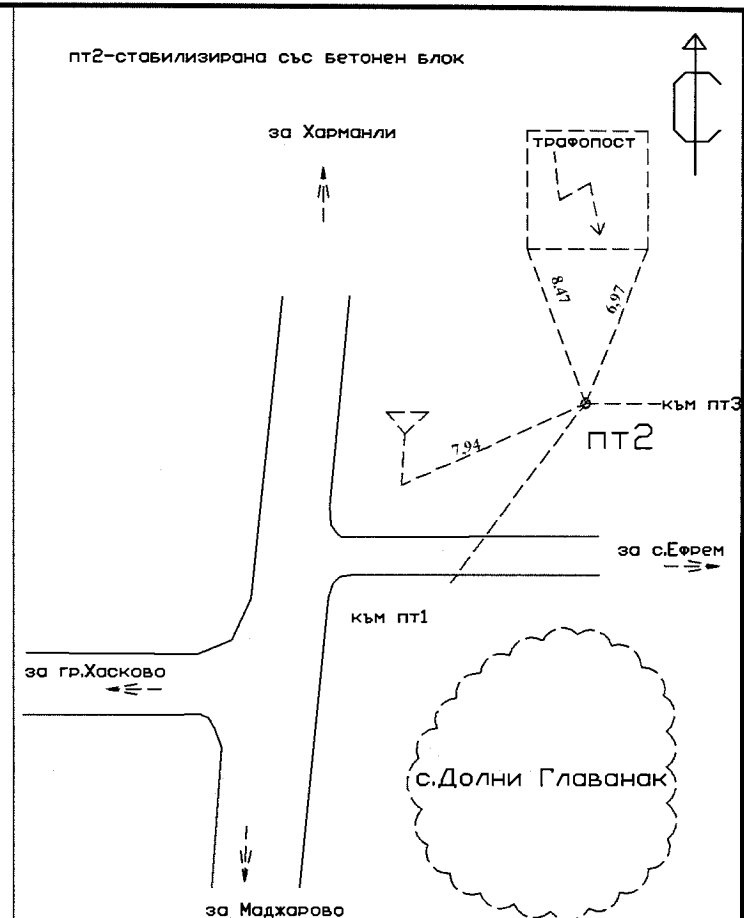 пт2-стабилизирана със бетонен блок
С
за Харманли
трафопост
8.47
6.97
към пт3
пт2
7.94
за с.Ефрем
към пт1
за гр.Хасково
с.Долни Главанак
за Маджарово